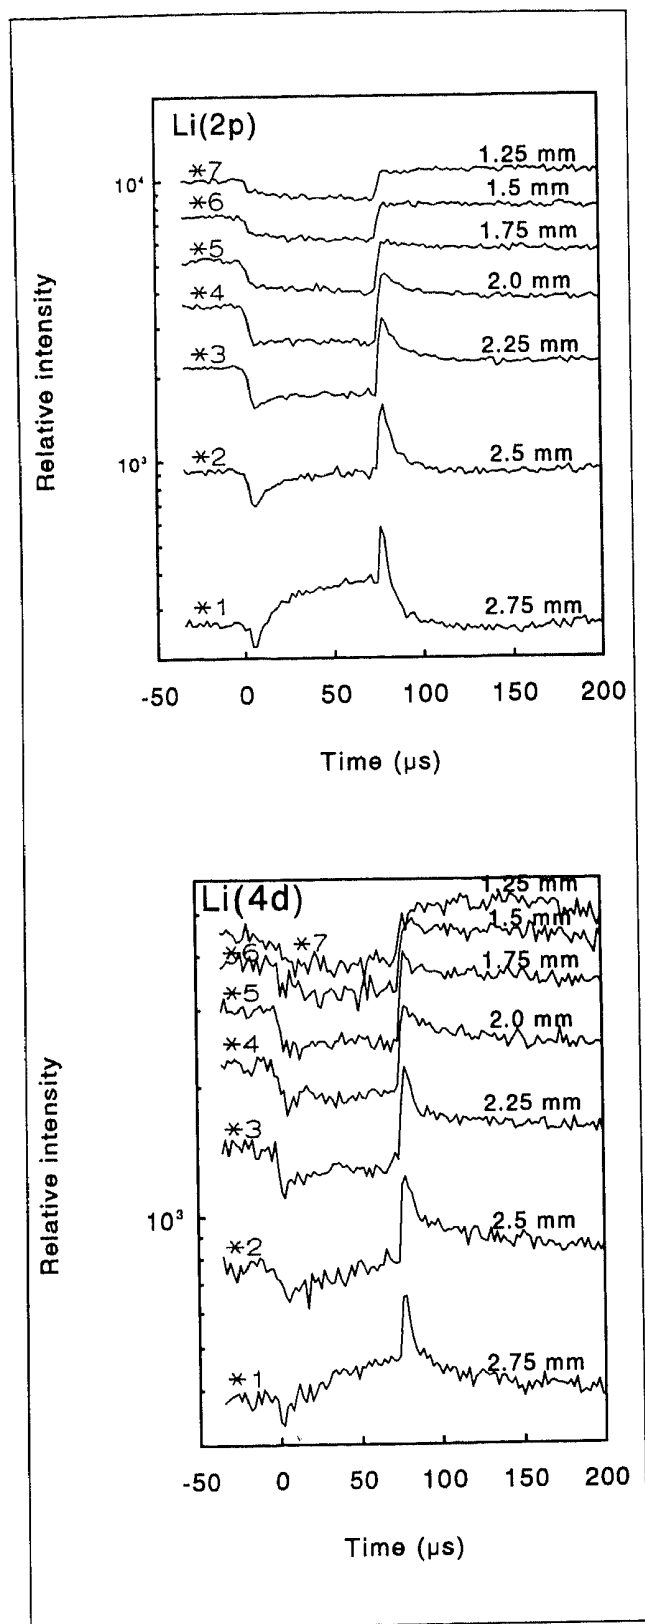 Li(2p)
10⁴
*7
1.25 mm
*6
1.5 mm
*5
1.75 mm
*4
2.0 mm
*3
2.25 mm
10³
*2
2.5 mm
*1
2.75 mm
Relative intensity
-50 0 50 100 150 200
Time (µs)
Li(4d)
1.25 mm
*7
1.5 mm
*6
1.75 mm
*5
2.0 mm
*4
2.25 mm
*3
10³
2.5 mm
*2
2.75 mm
*1
Relative intensity
-50 0 50 100 150 200
Time (µs)